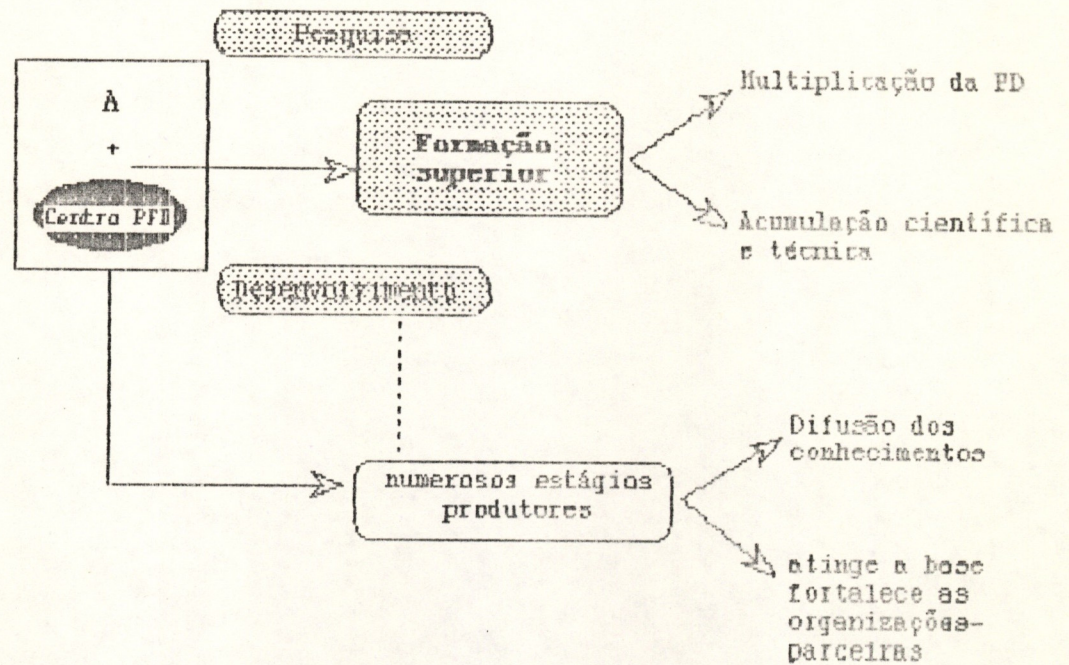 Pesquisa
A
+
Centro PFD
Formação
superior
Multiplicação da PD
Acumulação científica
e técnica
Desenvolvimento
numerosos estágios
produtores
Difusão dos
conhecimentos
atinge a base
fortalece as
organizações-
parceiras